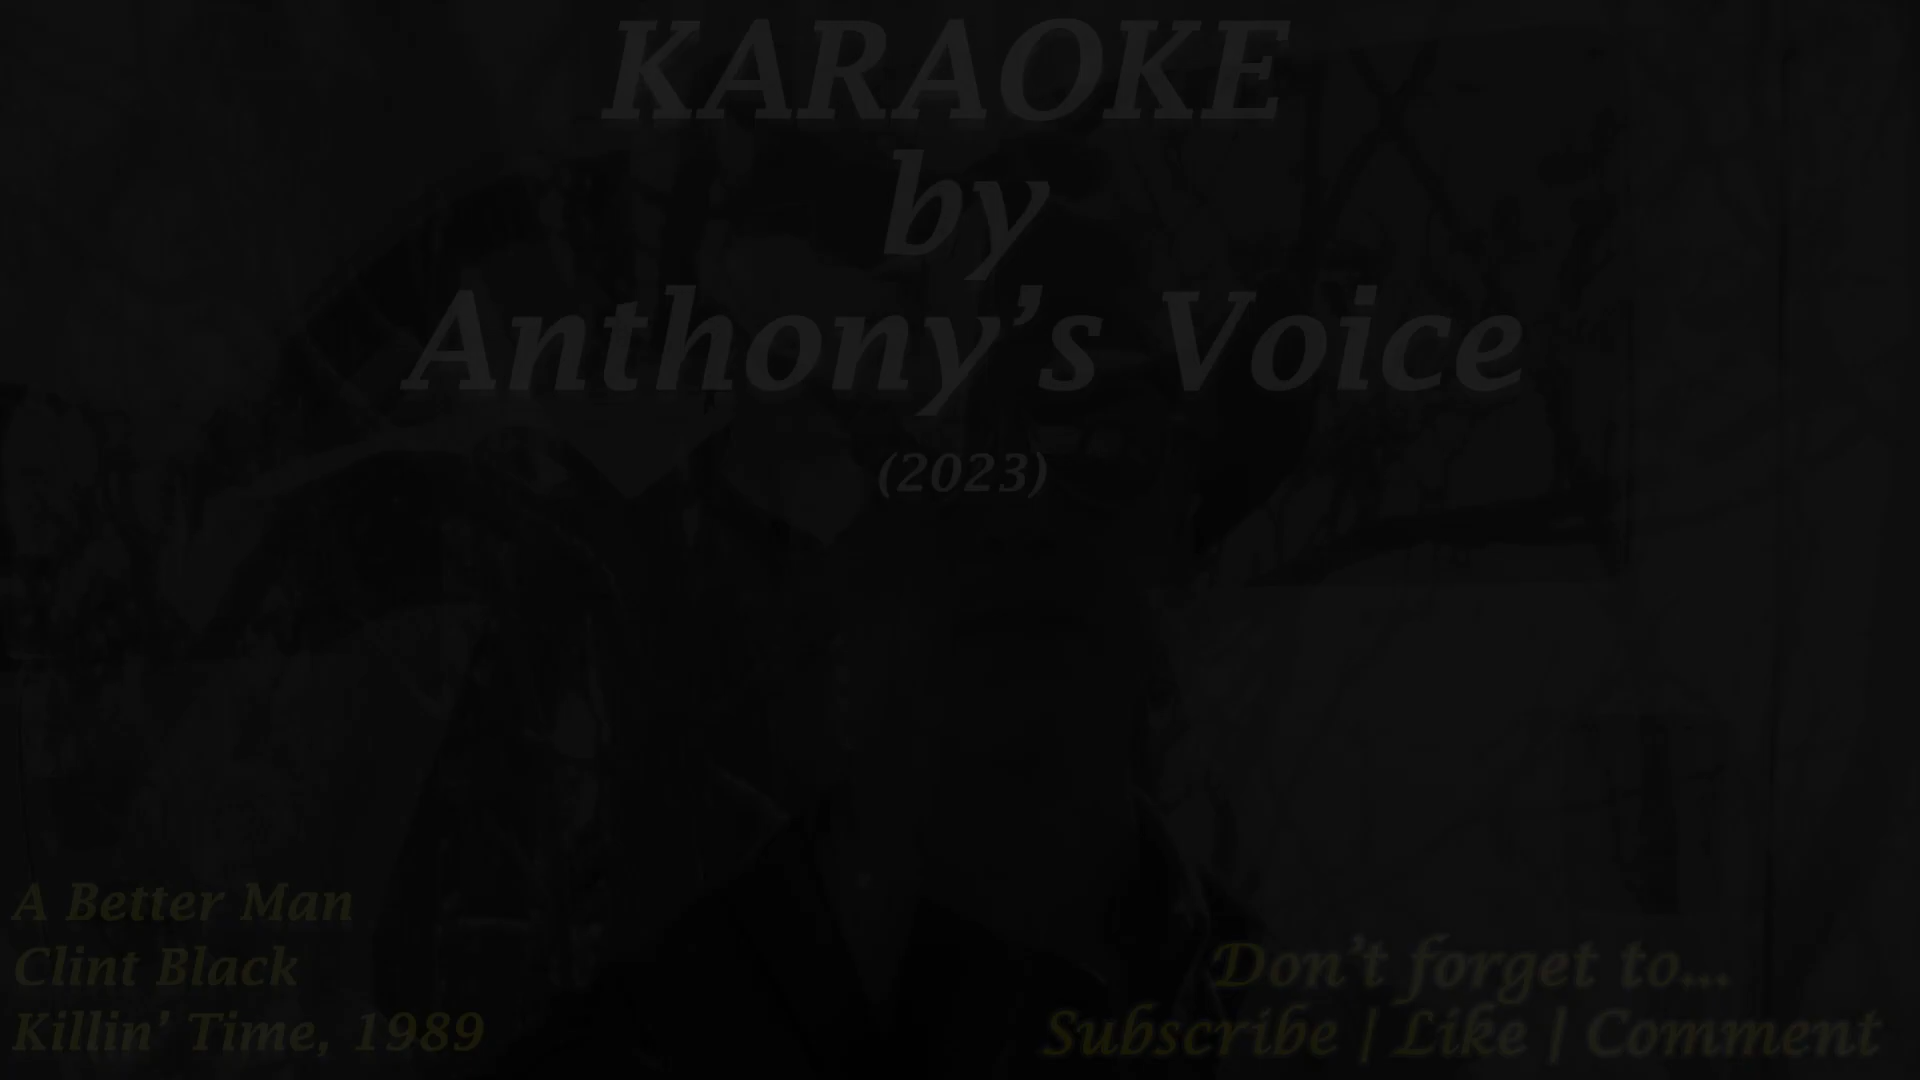 KARAOKE
by
Anthony’s Voice
(2023)
A Better Man
Clint Black
Killin’ Time, 1989
Don’t forget to...
Subscribe | Like | Comment